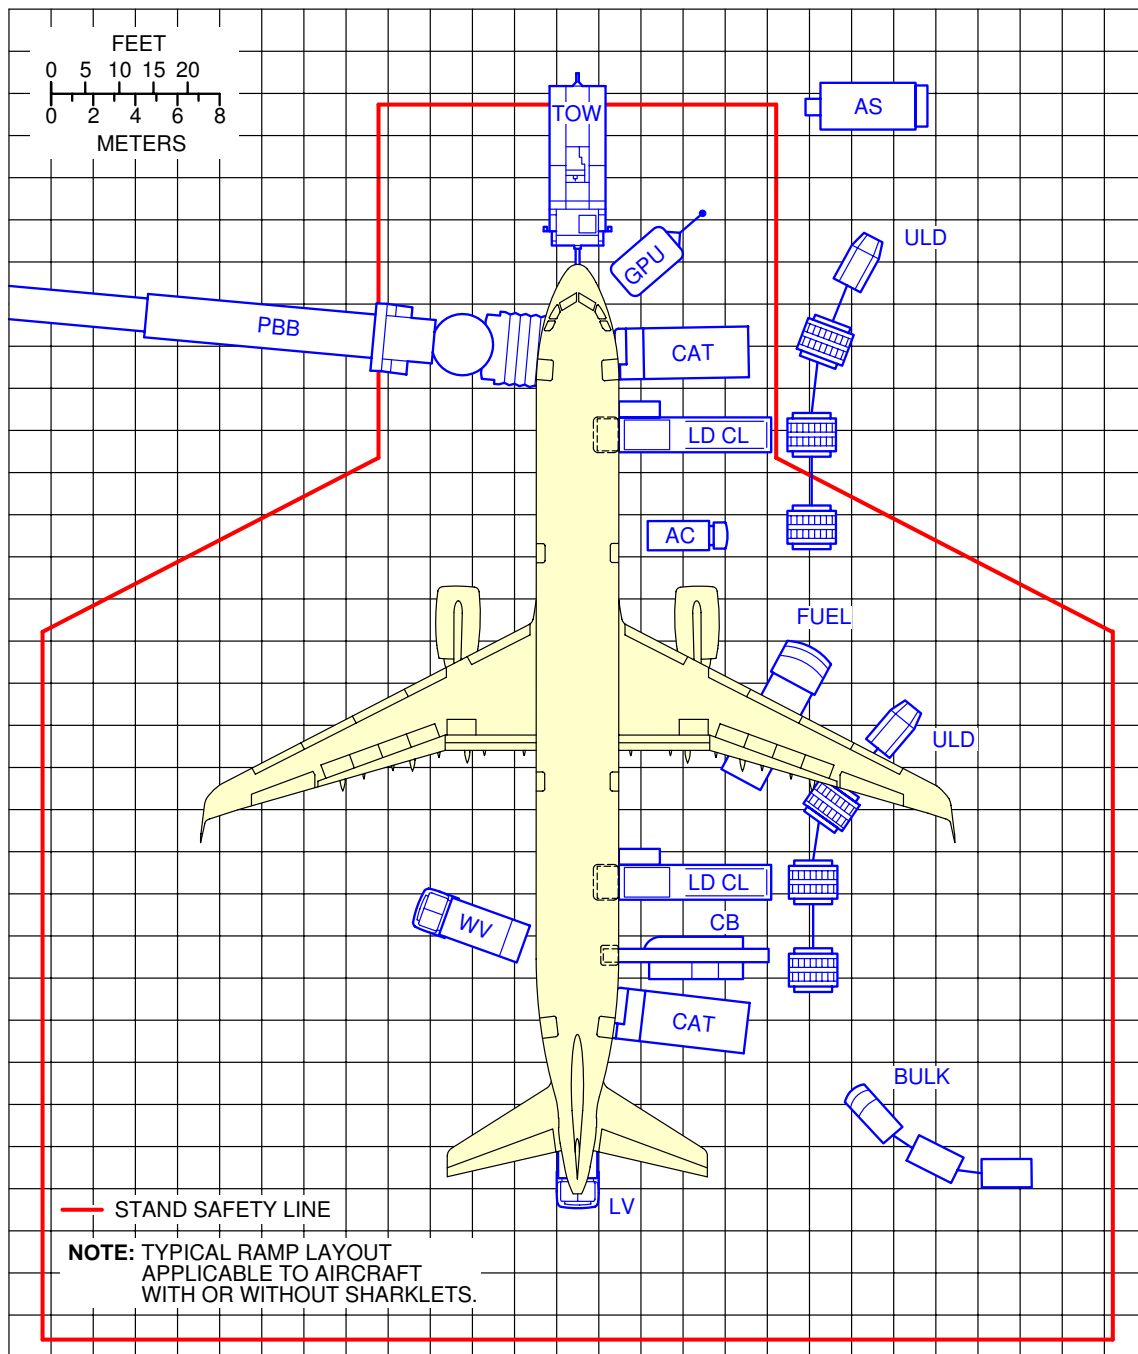 FEET
0 5 10 15 20
0 2 4 6 8
METERS
TOW
AS
ULD
GPU
PBB
CAT
LD CL
AC
FUEL
ULD
LD CL
CB
WV
CAT
BULK
LV
STAND SAFETY LINE
NOTE: TYPICAL RAMP LAYOUT
APPLICABLE TO AIRCRAFT
WITH OR WITHOUT SHARKLETS.